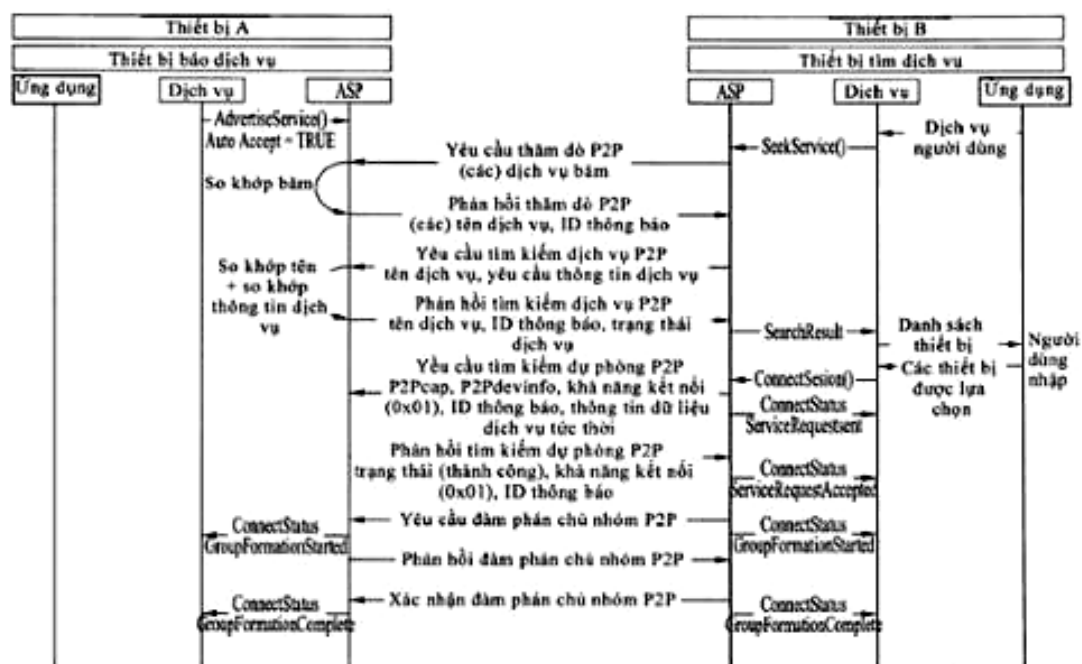 Thiết bị A
Thiết bị B
Thiết bị báo dịch vụ
Thiết bị tìm dịch vụ
Ứng dụng
Dịch vụ
ASP
ASP
Dich vu
Ứng dụng
AdvertiseService()
Auto Accept = TRUE
Dịch vụ
người dùng
SeekService()
Yêu cầu thăm dò P2P
(các) dịch vụ băm
So khớp băm
Phản hồi thăm dò P2P
(các) tên dịch vụ, ID thông báo
Yêu cầu tìm kiếm dịch vụ P2P
tên dịch vụ, yêu cầu thông tin dịch vụ
So khớp tên
+ so khớp
thông tin dịch
vụ
Phản hồi tìm kiếm dịch vụ P2P
tên dịch vụ, ID thông báo, trạng thái
dịch vụ
SearchResult
Danh sách
thiết bị
Người
dùng
nhập
Yều cầu tìm kiếm dự phòng P2P
P2Pcap, P2Pdevinfo, khả năng kết nối
(0x01), ID thông báo, thông tin dữ liệu
dịch vụ tức thời
ConnectSesion()
Các thiết bị
được lựa
chọn
ConnectStatus
ServiceRequestsent
Phản hồi tìm kiếm dự phòng P2P
trạng thái (thành công), khả năng kết nối
(0x01), ID thông báo
ConnectStatus
ServiceRequestAccepted
Yêu cầu đàm phán chủ nhóm P2P
ConnectStatus
GroupFormationStarted
ConnectStatus
GroupFormationStarted
Phản hồi đàm phán chủ nhóm P2P
Xác nhận đàm phán chủ nhóm P2P
ConnectStatus
GroupFormationComplete
ConnectStatus
GroupFormationComplete